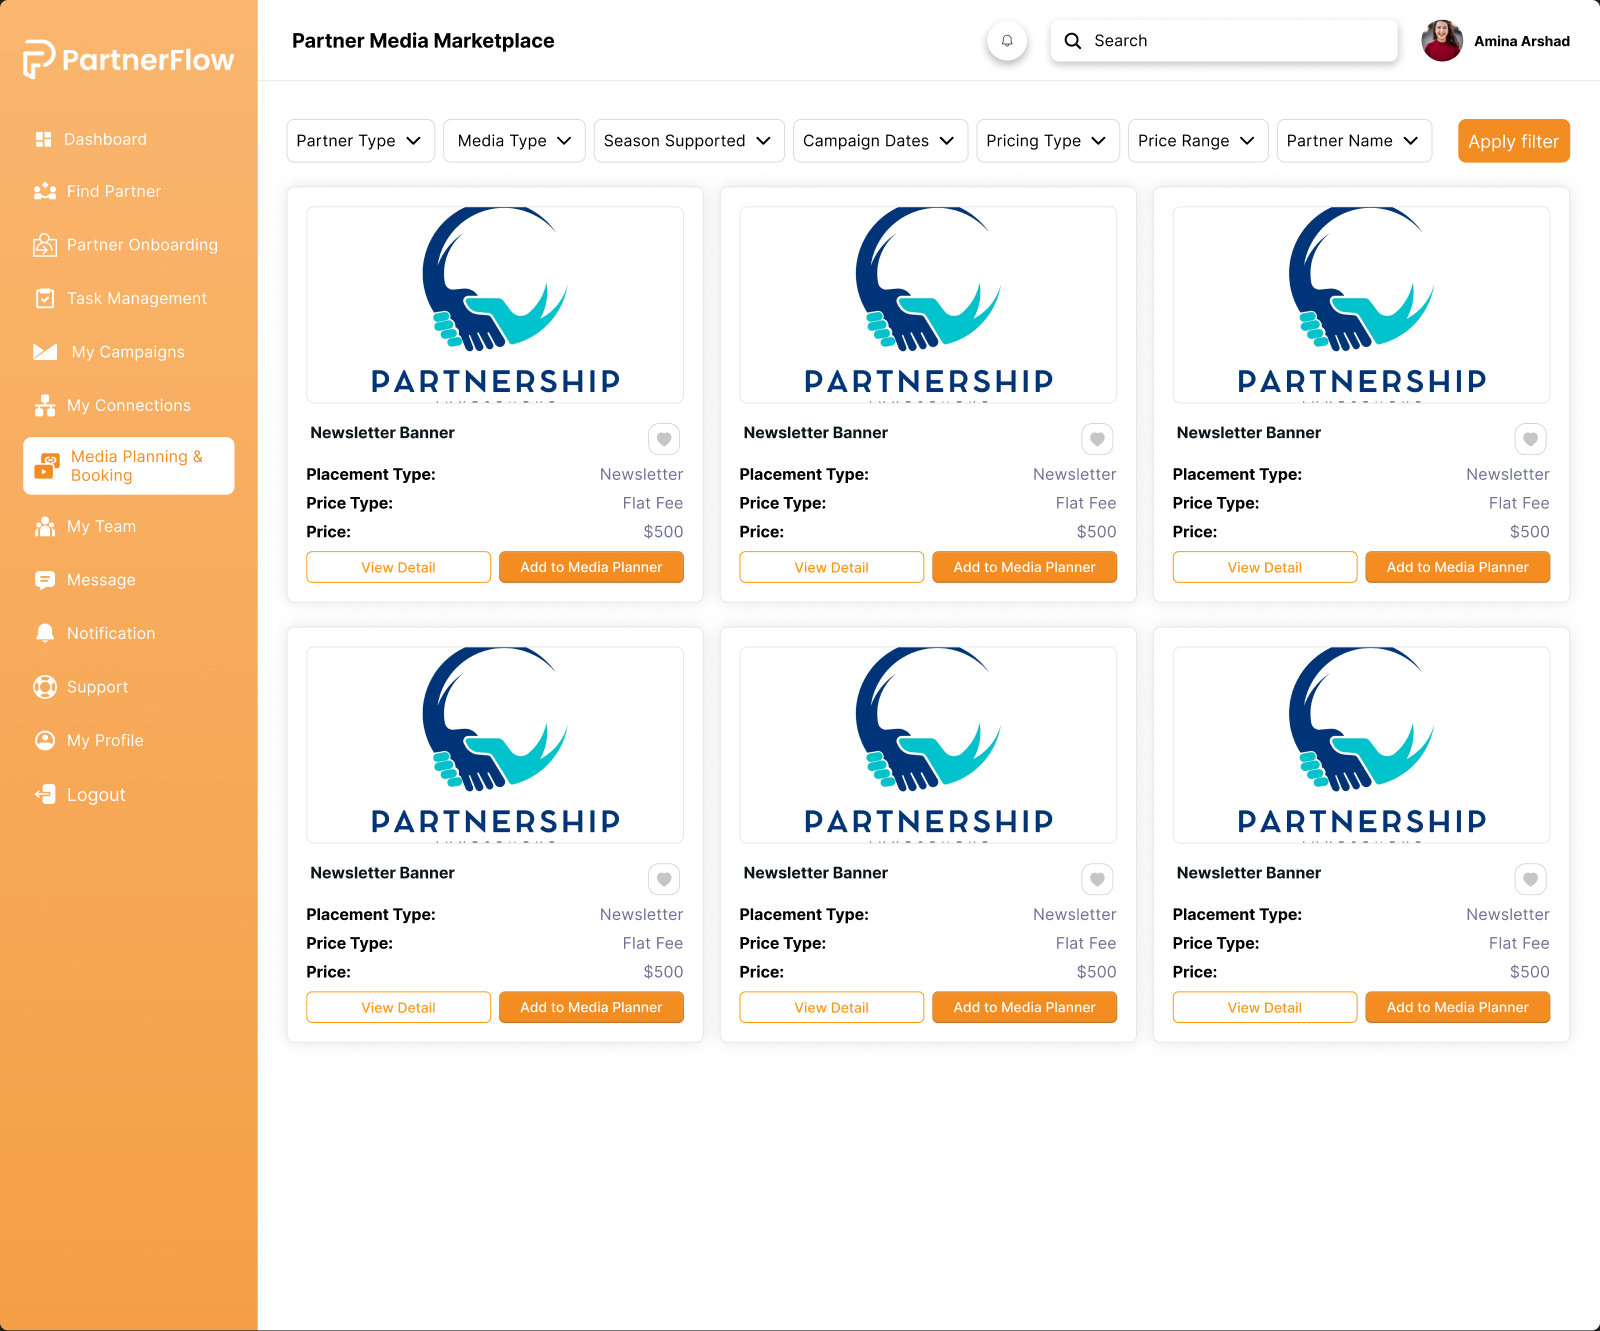 PartnerFlow
Partner Media Marketplace
Search
Amina Arshad
Dashboard
Find Partner
Partner Onboarding
Task Management
My Campaigns
My Connections
Media Planning &
Booking
My Team
Message
Notification
Support
My Profile
Logout
Partner Type
Media Type
Season Supported
Campaign Dates
Pricing Type
Price Range
Partner Name
Apply filter
PARTNERSHIP
Newsletter Banner
Placement Type: Newsletter
Price Type: Flat Fee
Price: $500
View Detail
Add to Media Planner
PARTNERSHIP
Newsletter Banner
Placement Type: Newsletter
Price Type: Flat Fee
Price: $500
View Detail
Add to Media Planner
PARTNERSHIP
Newsletter Banner
Placement Type: Newsletter
Price Type: Flat Fee
Price: $500
View Detail
Add to Media Planner
PARTNERSHIP
Newsletter Banner
Placement Type: Newsletter
Price Type: Flat Fee
Price: $500
View Detail
Add to Media Planner
PARTNERSHIP
Newsletter Banner
Placement Type: Newsletter
Price Type: Flat Fee
Price: $500
View Detail
Add to Media Planner
PARTNERSHIP
Newsletter Banner
Placement Type: Newsletter
Price Type: Flat Fee
Price: $500
View Detail
Add to Media Planner